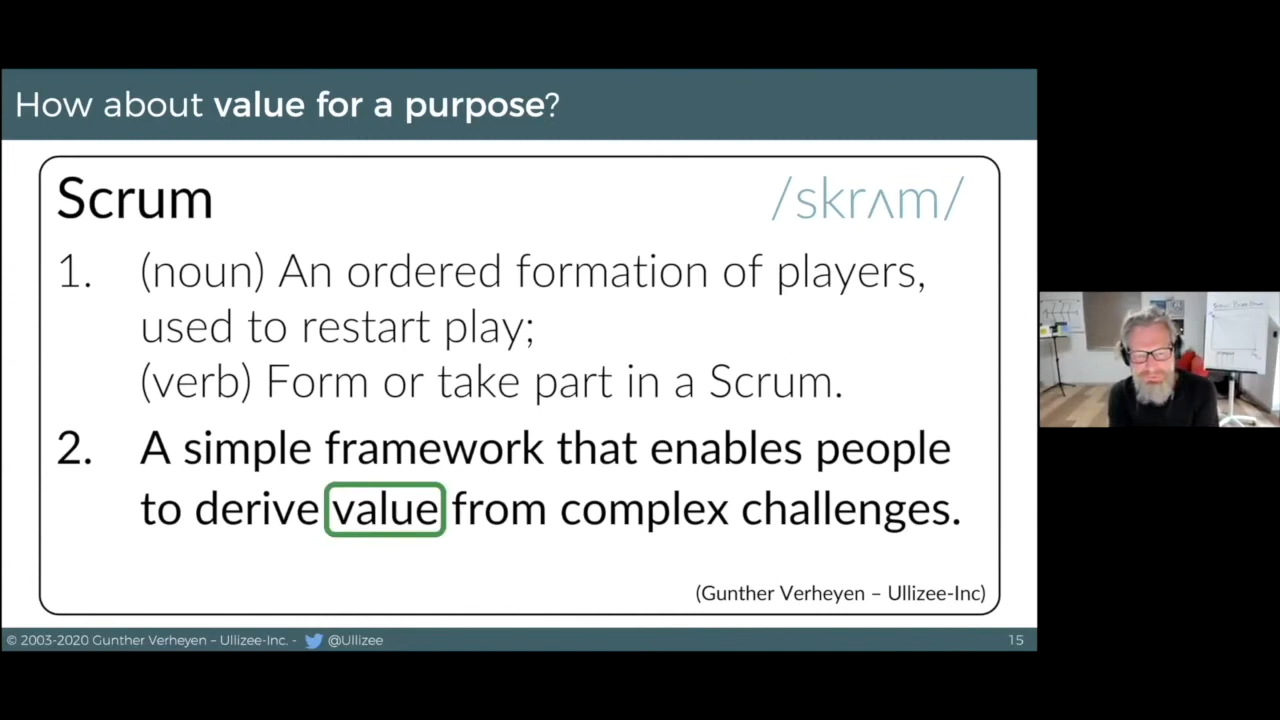 How about value for a purpose?
Scrum
/skrʌm/
1. (noun) An ordered formation of players,
used to restart play;
(verb) Form or take part in a Scrum.
2. A simple framework that enables people
to derive value from complex challenges.
(Gunther Verheyen – Ullizee-Inc)
© 2003-2020 Gunther Verheyen – Ullizee-Inc. - @Ullizee
15